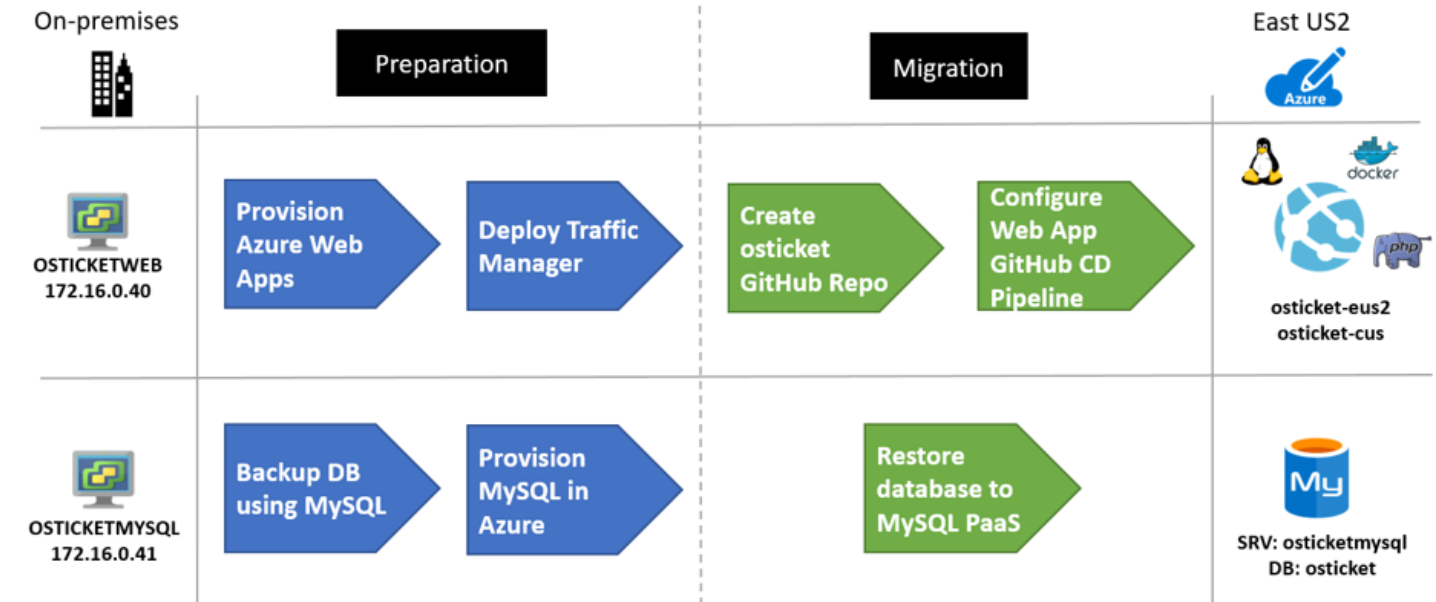 On-premises
Preparation
Migration
East US2
Azure
OSTICKETWEB
172.16.0.40
Provision
Azure Web
Apps
Deploy Traffic
Manager
Create
osticket
GitHub Repo
Configure
Web App
GitHub CD
Pipeline
docker
php
osticket-eus2
osticket-cus
OSTICKETMYSQL
172.16.0.41
Backup DB
using MySQL
Provision
MySQL in
Azure
Restore
database to
MySQL PaaS
My
SRV: osticketmysql
DB: osticket